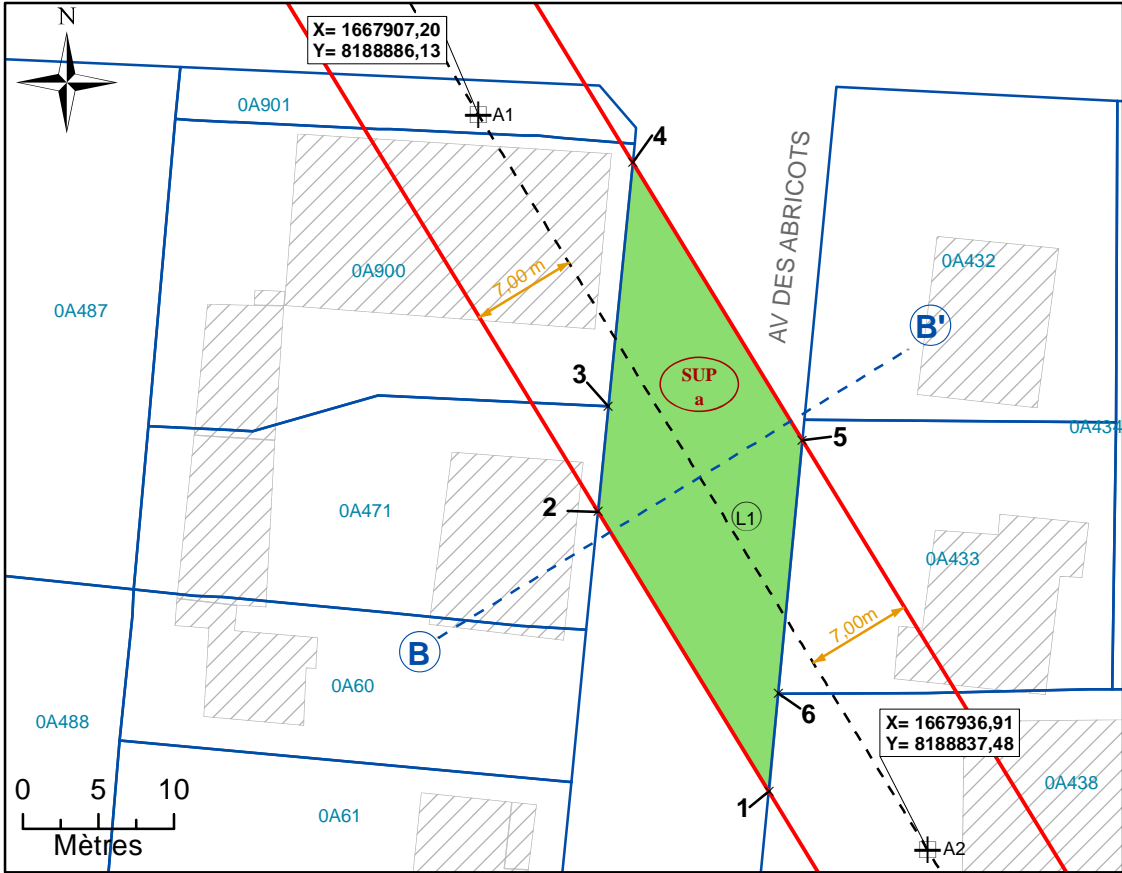 N
X= 1667907,20
Y= 8188886,13
0A901
A1
4
AV DES ABRICOTS
0A432
0A900
7,00 m
0A487
B'
SUP
a
3
0A434
5
2
0A471
L1
0A433
7,00m
B
0A60
6
0A488
X= 1667936,91
Y= 8188837,48
0A438
0 5 10
Mètres
0A61
1
A2